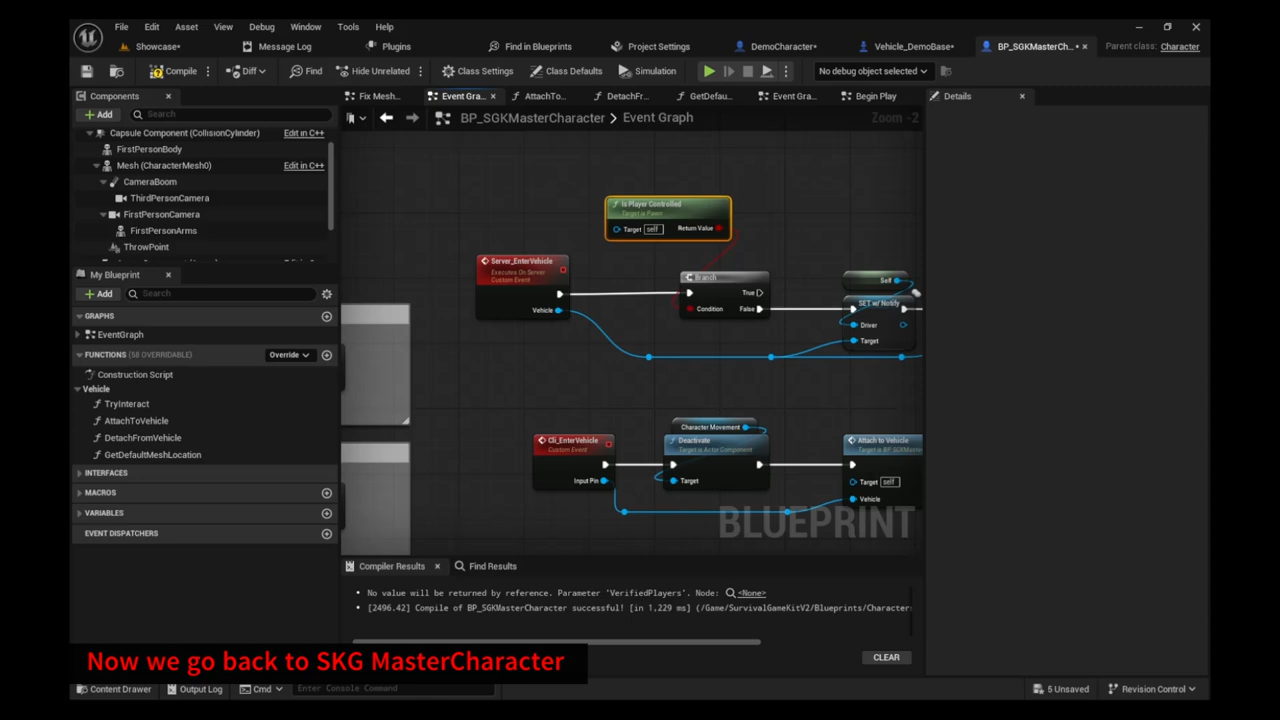 File Edit Asset View Debug Window Tools Help
Showcase* Message Log Plugins Find in Blueprints Project Settings DemoCharacter* Vehicle_DemoBase* BP_SGKMasterCh...* Parent class: Character
Compile Diff Find Hide Unrelated Class Settings Class Defaults Simulation No debug object selected
Components
Add Search
Capsule Component (CollisionCylinder) Edit in C++
FirstPersonBody
Mesh (CharacterMesh0) Edit in C++
CameraBoom
ThirdPersonCamera
FirstPersonCamera
FirstPersonArms
ThrowPoint
My Blueprint
Add Search
GRAPHS
EventGraph
FUNCTIONS (58 OVERRIDABLE) Override
Construction Script
Vehicle
TryInteract
AttachToVehicle
DetachFromVehicle
GetDefaultMeshLocation
INTERFACES
MACROS
VARIABLES
EVENT DISPATCHERS
Fix Mesh... Event Gra... AttachTo... DetachFr... GetDefau... Event Gra... Begin Play
BP_SGKMasterCharacter > Event Graph Zoom -2
Is Player Controlled
Target is Pawn
Target self Return Value
Server_EnterVehicle
Executes On Server
Custom Event
Vehicle
Branch
True
Condition False
Self
SET w/ Notify
Driver
Target
Cli_EnterVehicle
Custom Event
Input Pin
Character Movement
Deactivate
Target is Actor Component
Target
Attach to Vehicle
Target is BP_SGKMas
Target self
Vehicle
BLUEPRINT
Details
Compiler Results Find Results
No value will be returned by reference. Parameter 'VerifiedPlayers'. Node: <None>
[2496.42] Compile of BP_SGKMasterCharacter successful! [in 1,229 ms] (/Game/SurvivalGameKitV2/Blueprints/Character
CLEAR
Now we go back to SKG MasterCharacter
Content Drawer Output Log Cmd Enter Console Command 5 Unsaved Revision Control